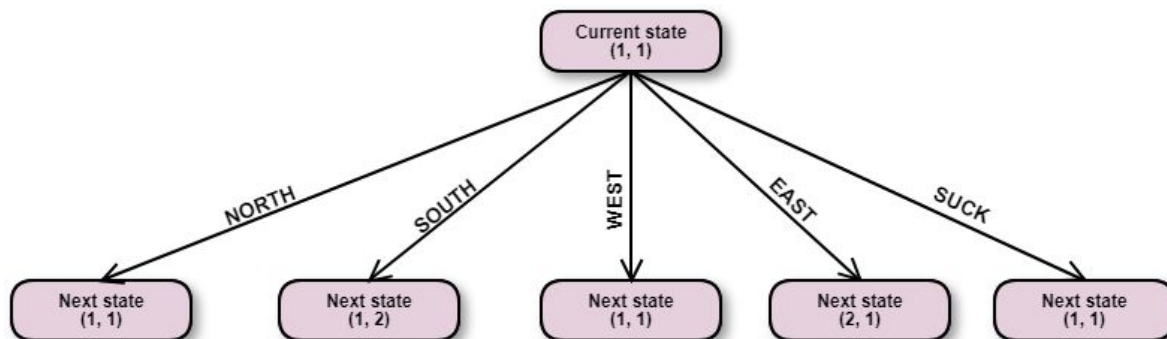 Current state
(1, 1)
NORTH
SOUTH
WEST
EAST
SUCK
Next state
(1, 1)
Next state
(1, 2)
Next state
(1, 1)
Next state
(2, 1)
Next state
(1, 1)